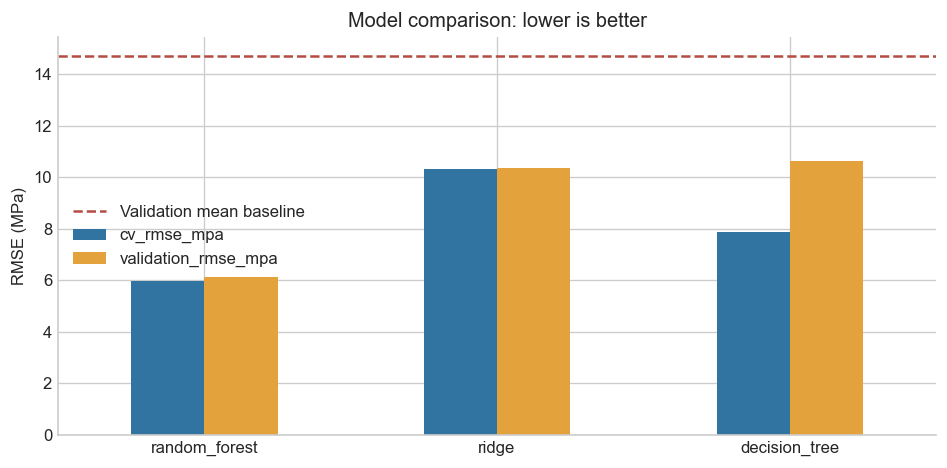 Model comparison: lower is better
RMSE (MPa)
14
12
10
8
6
4
2
0
Validation mean baseline
cv_rmse_mpa
validation_rmse_mpa
random_forest
ridge
decision_tree